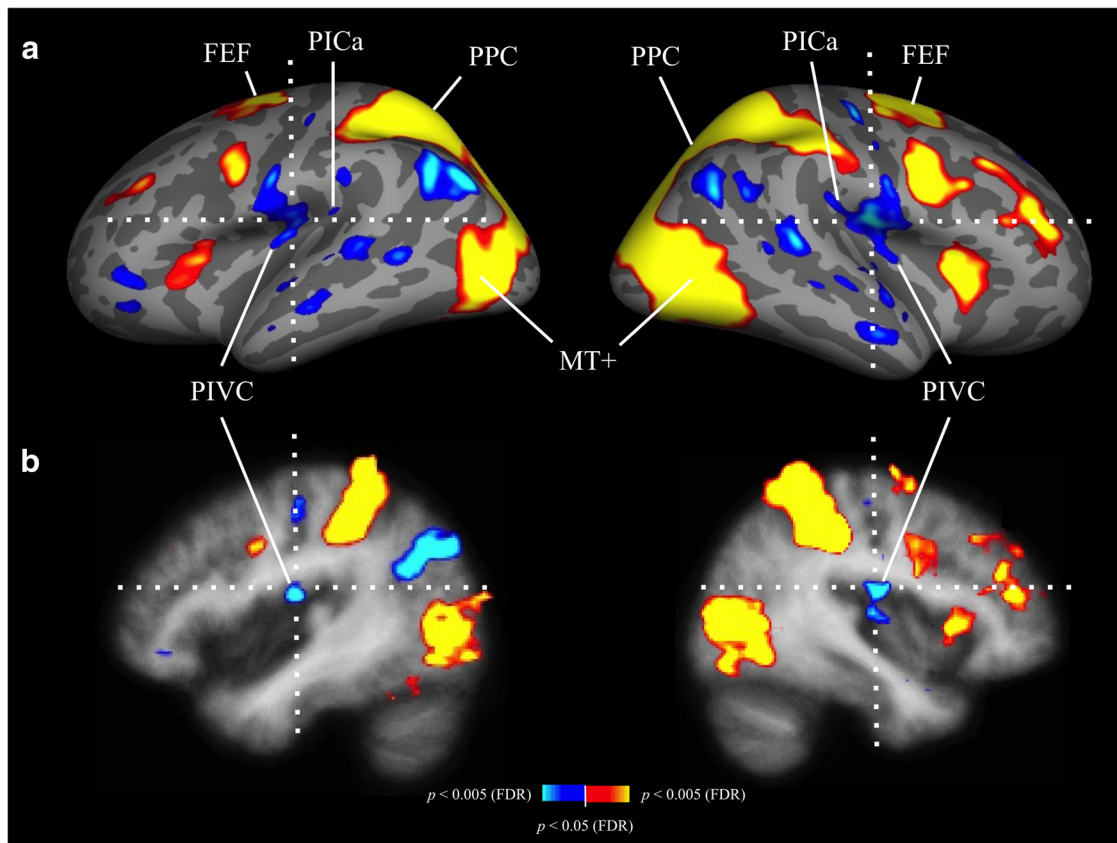 a
FEF
PICa
PPC
PPC
PICa
FEF
MT+
PIVC
PIVC
b
p < 0.005 (FDR)
p < 0.005 (FDR)
p < 0.05 (FDR)